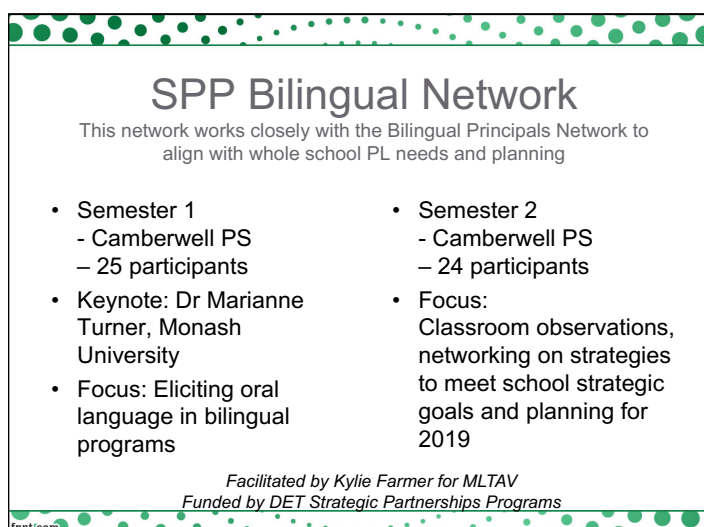 SPP Bilingual Network
This network works closely with the Bilingual Principals Network to
align with whole school PL needs and planning
• Semester 1
- Camberwell PS
– 25 participants
• Keynote: Dr Marianne
Turner, Monash
University
• Focus: Eliciting oral
language in bilingual
programs
• Semester 2
- Camberwell PS
– 24 participants
• Focus:
Classroom observations,
networking on strategies
to meet school strategic
goals and planning for
2019
Facilitated by Kylie Farmer for MLTAV
Funded by DET Strategic Partnerships Programs